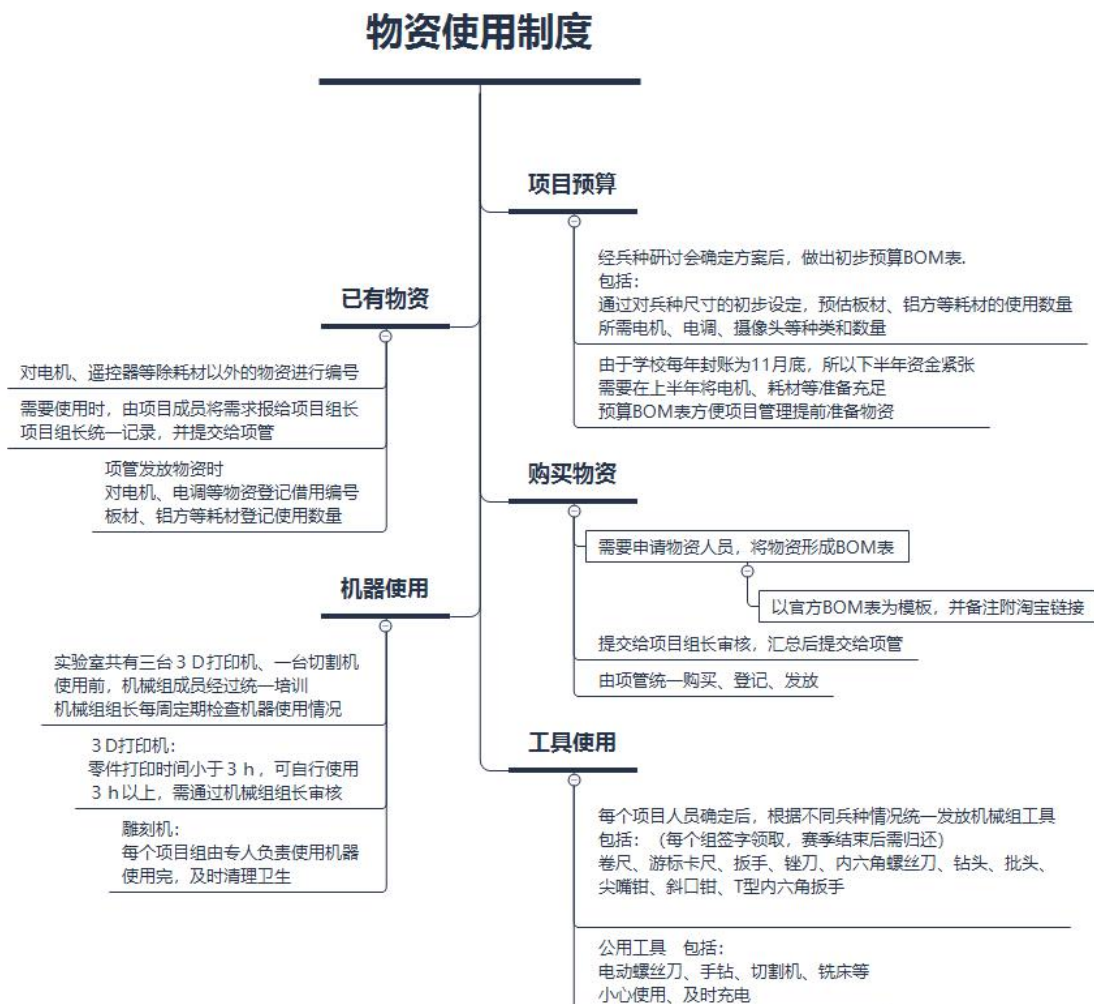 物资使用制度
项目预算
经兵种研讨会确定方案后，做出初步预算BOM表.
包括：
通过对兵种尺寸的初步设定，预估板材、铝方等耗材的使用数量
所需电机、电调、摄像头等种类和数量
由于学校每年封账为11月底，所以下半年资金紧张
需要在上半年将电机、耗材等准备充足
预算BOM表方便项目管理提前准备物资
已有物资
对电机、遥控器等除耗材以外的物资进行编号
需要使用时，由项目成员将需求报给项目组长
项目组长统一记录，并提交给项管
项管发放物资时
对电机、电调等物资登记借用编号
板材、铝方等耗材登记使用数量
购买物资
需要申请物资人员，将物资形成BOM表
以官方BOM表为模板，并备注附淘宝链接
提交给项目组长审核，汇总后提交给项管
由项管统一购买、登记、发放
机器使用
实验室共有三台３Ｄ打印机、一台切割机
使用前，机械组成员经过统一培训
机械组组长每周定期检查机器使用情况
３Ｄ打印机：
零件打印时间小于３ｈ，可自行使用
３ｈ以上，需通过机械组组长审核
雕刻机：
每个项目组由专人负责使用机器
使用完，及时清理卫生
工具使用
每个项目人员确定后，根据不同兵种情况统一发放机械组工具
包括：（每个组签字领取，赛季结束后需归还）
卷尺、游标卡尺、扳手、锉刀、内六角螺丝刀、钻头、批头、
尖嘴钳、斜口钳、T型内六角扳手
公用工具 包括：
电动螺丝刀、手钻、切割机、铣床等
小心使用、及时充电